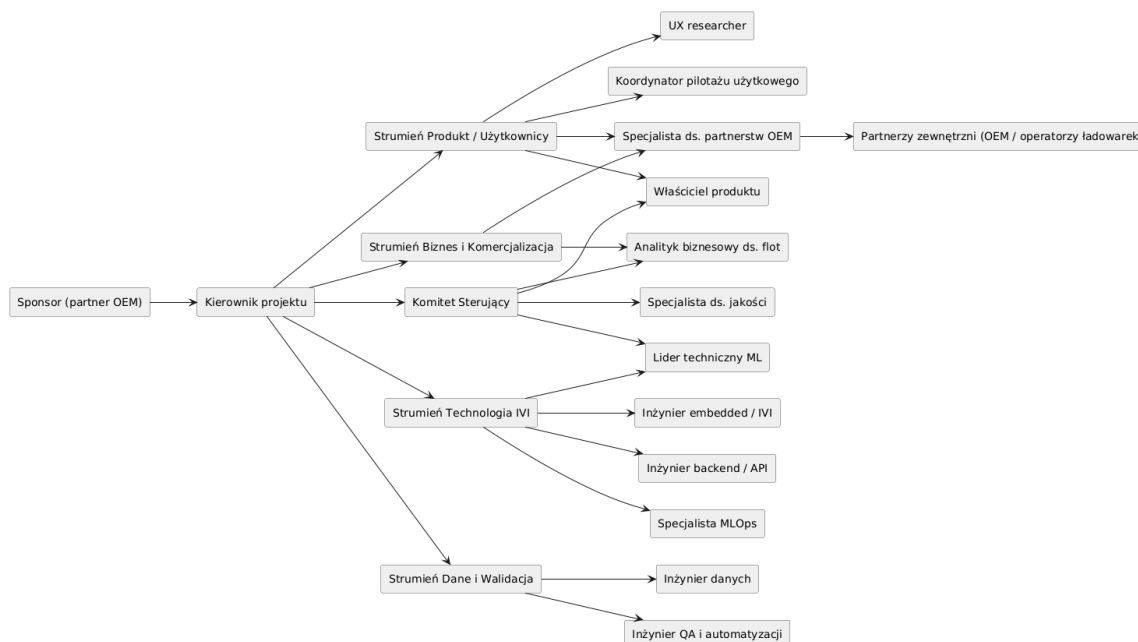 UX researcher
Koordynator pilotażu użytkowego
Strumień Produkt / Użytkownicy
Specjalista ds. partnerstw OEM
Partnerzy zewnętrzni (OEM / operatorzy ładowarek
Właściciel produktu
Strumień Biznes i Komercjalizacja
Analityk biznesowy ds. flot
Sponsor (partner OEM)
Kierownik projektu
Komitet Sterujący
Specjalista ds. jakości
Lider techniczny ML
Strumień Technologia IVI
Inżynier embedded / IVI
Inżynier backend / API
Specjalista MLOps
Strumień Dane i Walidacja
Inżynier danych
Inżynier QA i automatyzacji